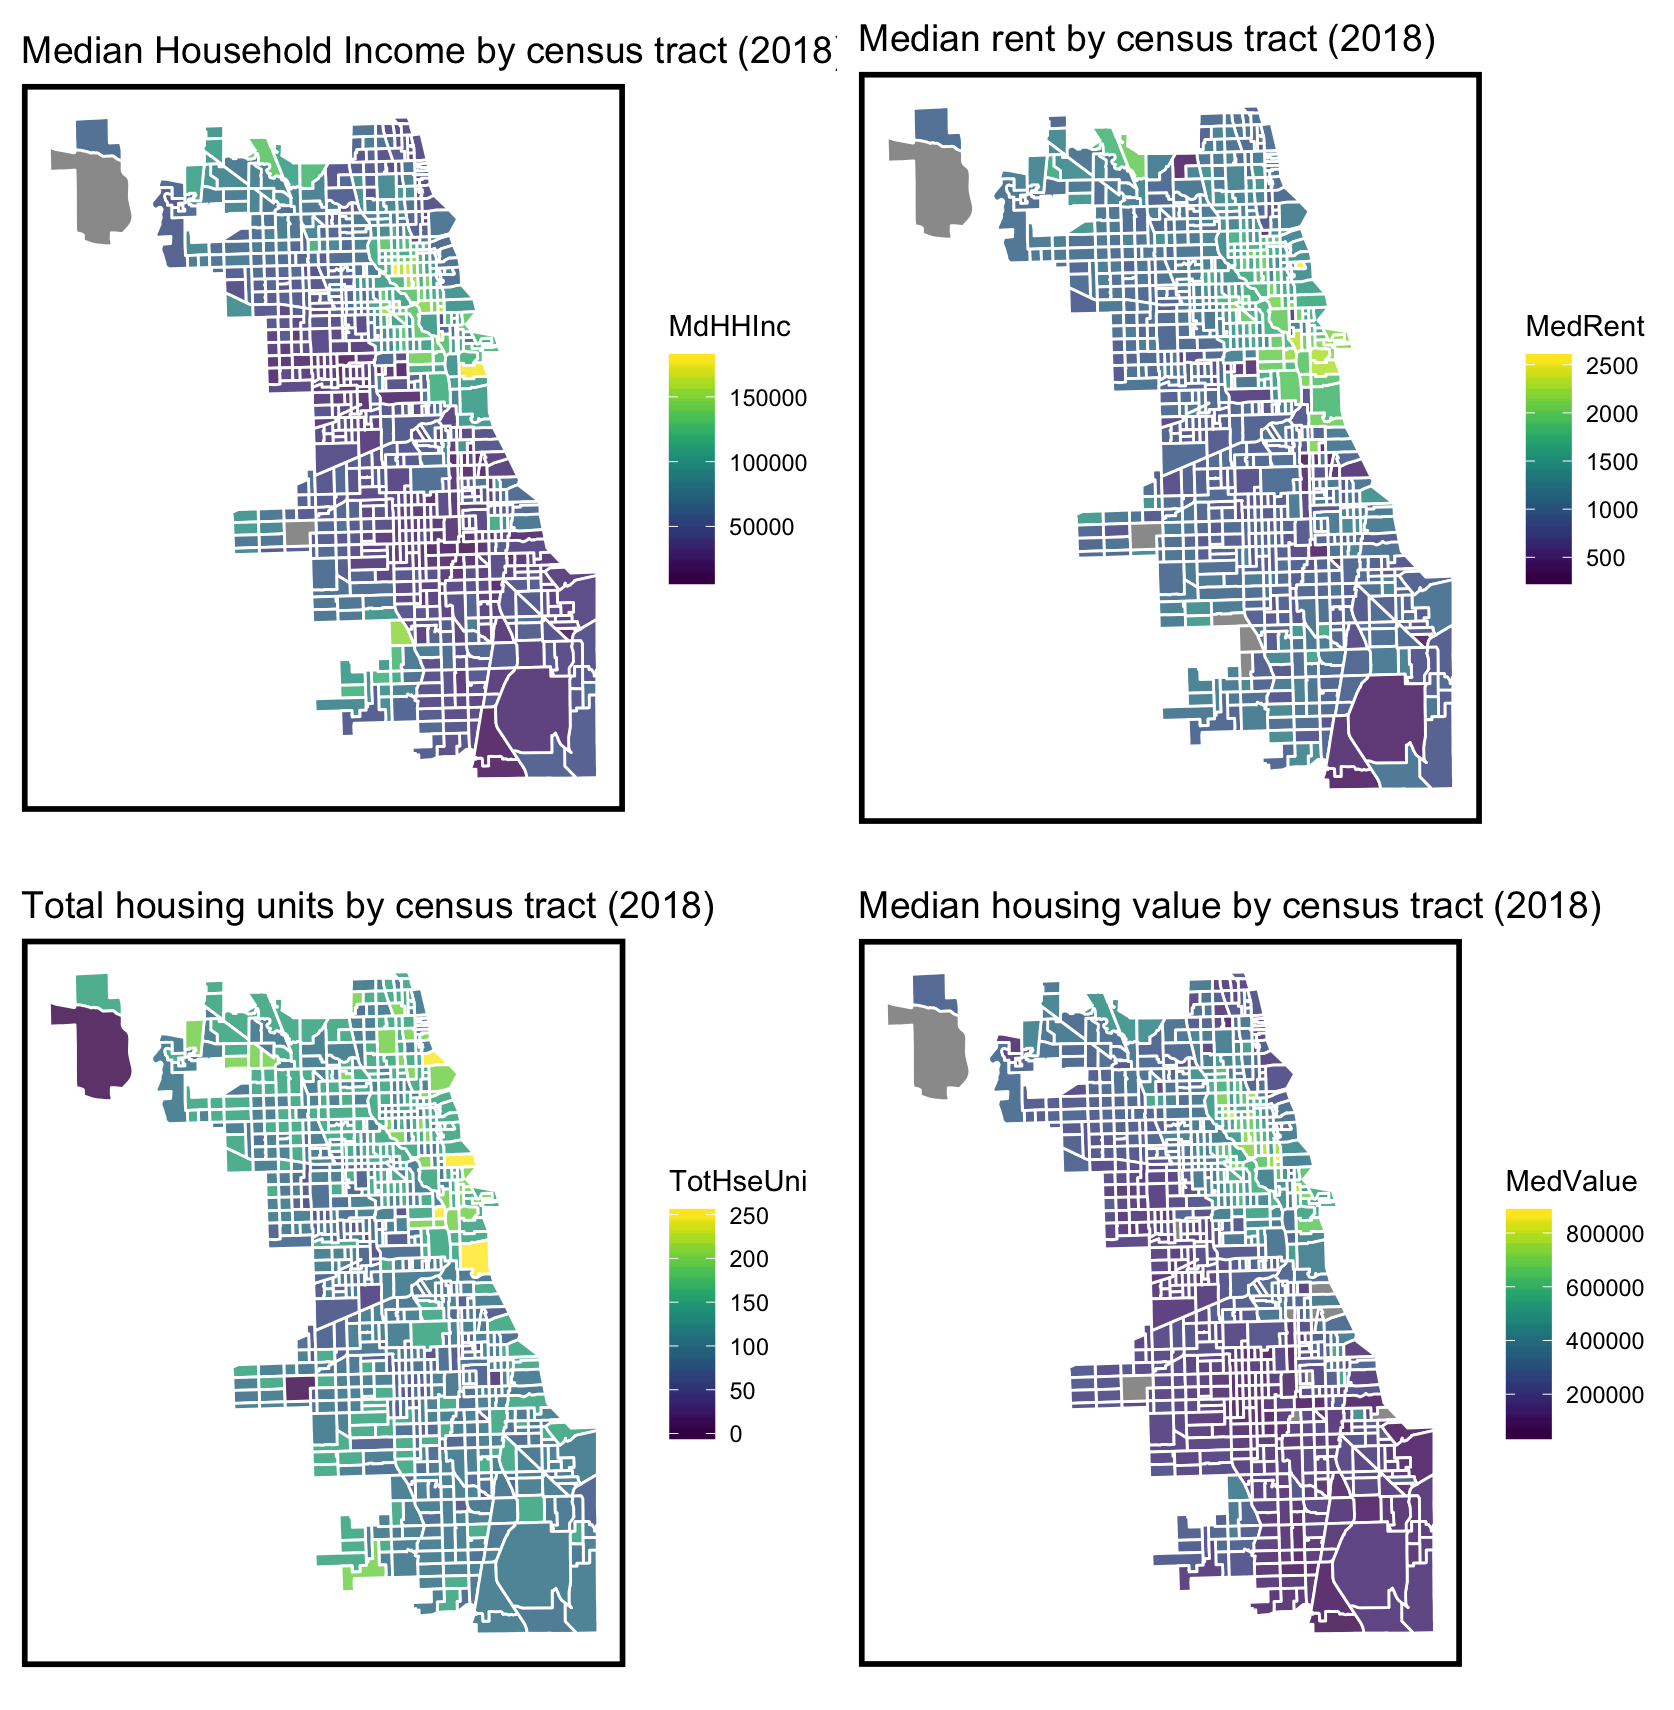 Median Household Income by census tract (2018)
MdHHInc
150000
100000
50000
Median rent by census tract (2018)
MedRent
2500
2000
1500
1000
500
Total housing units by census tract (2018)
TotHseUni
250
200
150
100
50
0
Median housing value by census tract (2018)
MedValue
800000
600000
400000
200000